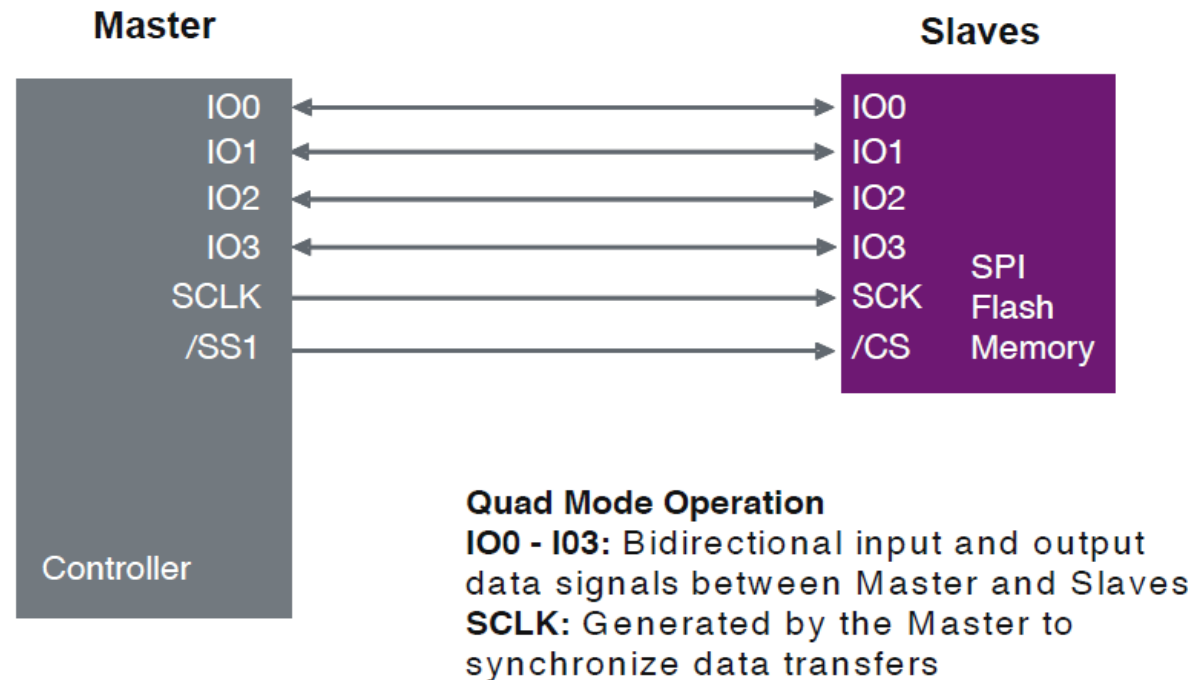 Master
Slaves
IO0
IO1
IO2
IO3
SCLK
/SS1
Controller
IO0
IO1
IO2
IO3
SCK
/CS
SPI
Flash
Memory
Quad Mode Operation
IO0 - I03: Bidirectional input and output
data signals between Master and Slaves
SCLK: Generated by the Master to
synchronize data transfers